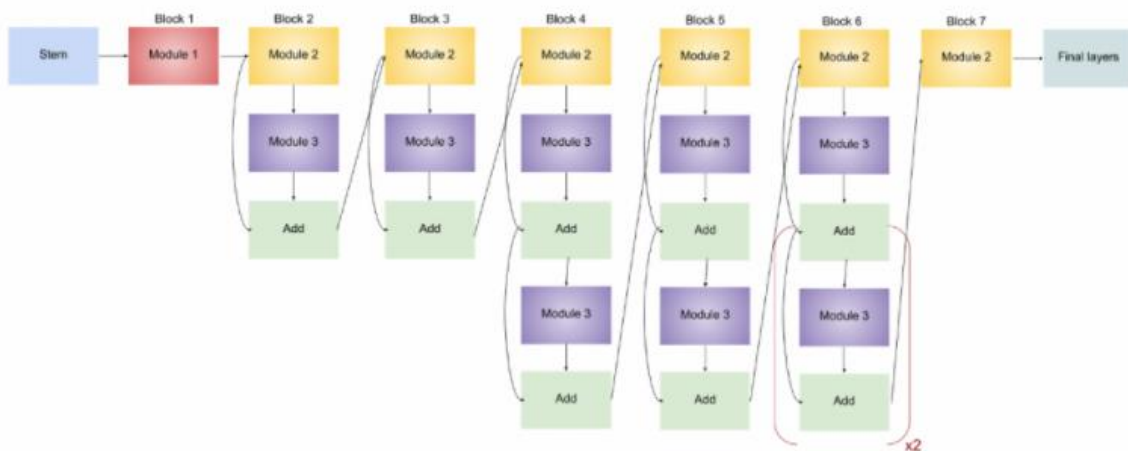 Block 1 Block 2 Block 3 Block 4 Block 5 Block 6 Block 7
Stem Module 1 Module 2 Module 2 Module 2 Module 2 Module 2 Module 2 Final layers
Module 3 Module 3 Module 3 Module 3 Module 3
Add Add Add Add Add
Module 3 Module 3 Module 3
Add Add Add
x2